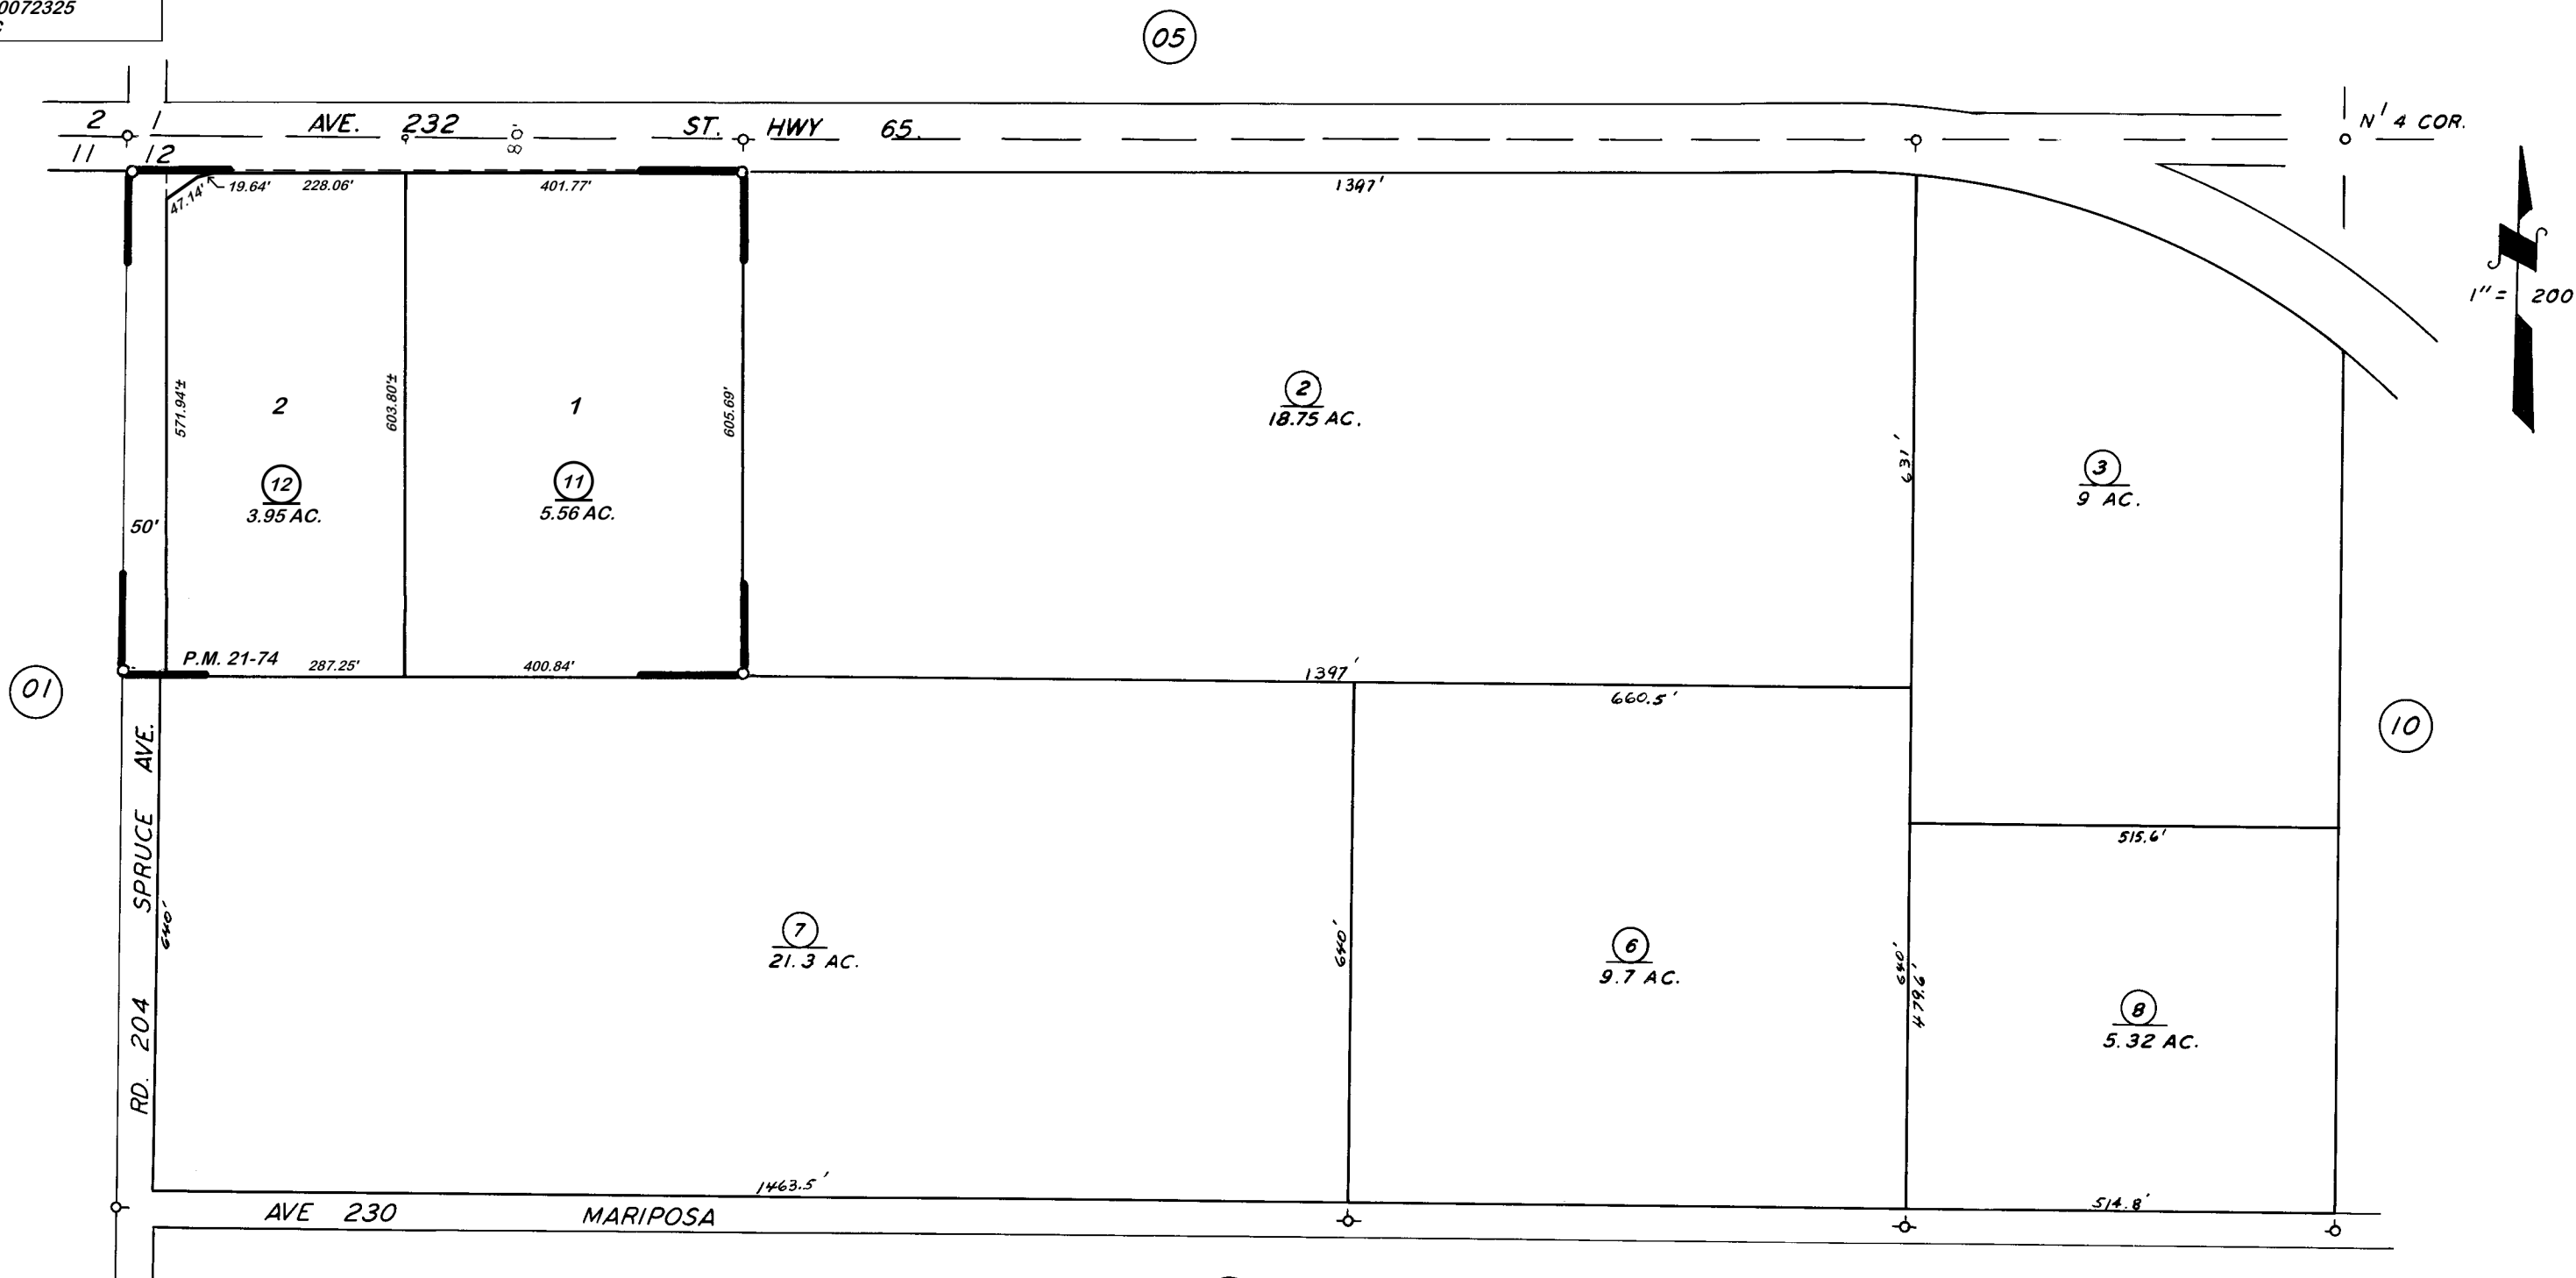 0072325
05
2 1
AVE. 232 ST. HWY 65.
N 1/4 COR.
11 12
47.14'
19.64'
228.06'
401.77'
1397'
1" = 200
571.94'±
603.80'±
605.69'
2
1
2
18.75 AC.
631'
3
9 AC.
12
3.95 AC.
11
5.56 AC.
50'
P.M. 21-74
287.25'
400.84'
1397'
660.5'
01
10
RD. 204 SPRUCE AVE.
640'
515.6'
7
21.3 AC.
640'
6
9.7 AC.
640'
479.6'
8
5.32 AC.
1463.5'
514.8'
AVE 230 MARIPOSA